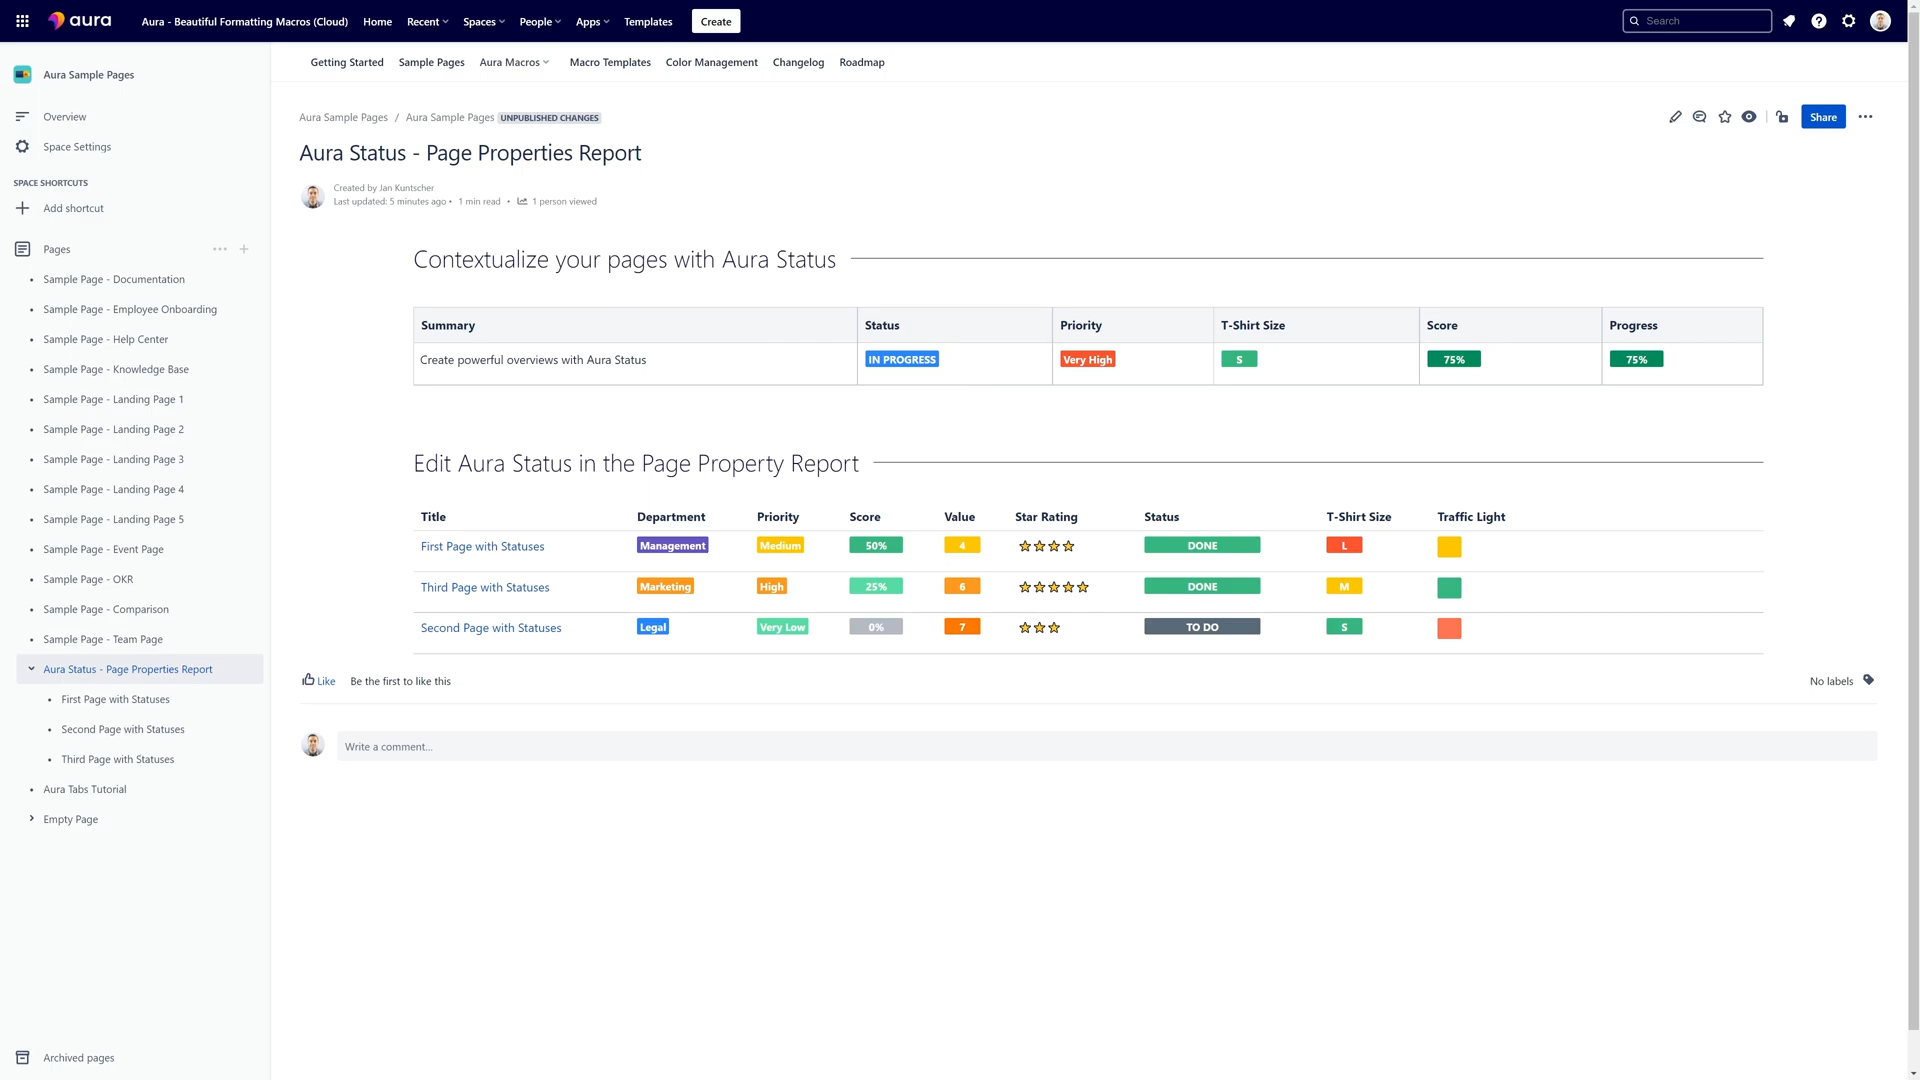 aura Aura - Beautiful Formatting Macros (Cloud) Home Recent Spaces People Apps Templates Create Search
Aura Sample Pages
Overview
Space Settings
SPACE SHORTCUTS
Add shortcut
Pages
Sample Page - Documentation
Sample Page - Employee Onboarding
Sample Page - Help Center
Sample Page - Knowledge Base
Sample Page - Landing Page 1
Sample Page - Landing Page 2
Sample Page - Landing Page 3
Sample Page - Landing Page 4
Sample Page - Landing Page 5
Sample Page - Event Page
Sample Page - OKR
Sample Page - Comparison
Sample Page - Team Page
Aura Status - Page Properties Report
First Page with Statuses
Second Page with Statuses
Third Page with Statuses
Aura Tabs Tutorial
Empty Page
Archived pages
Getting Started Sample Pages Aura Macros Macro Templates Color Management Changelog Roadmap
Aura Sample Pages / Aura Sample Pages UNPUBLISHED CHANGES Share
Aura Status - Page Properties Report
Created by Jan Kuntscher
Last updated: 5 minutes ago • 1 min read • 1 person viewed
Contextualize your pages with Aura Status
Summary Status Priority T-Shirt Size Score Progress
Create powerful overviews with Aura Status IN PROGRESS Very High S 75% 75%
Edit Aura Status in the Page Property Report
Title Department Priority Score Value Star Rating Status T-Shirt Size Traffic Light
First Page with Statuses Management Medium 50% 4 DONE L
Third Page with Statuses Marketing High 25% 6 DONE M
Second Page with Statuses Legal Very Low 0% 7 TO DO S
Like Be the first to like this No labels
Write a comment...